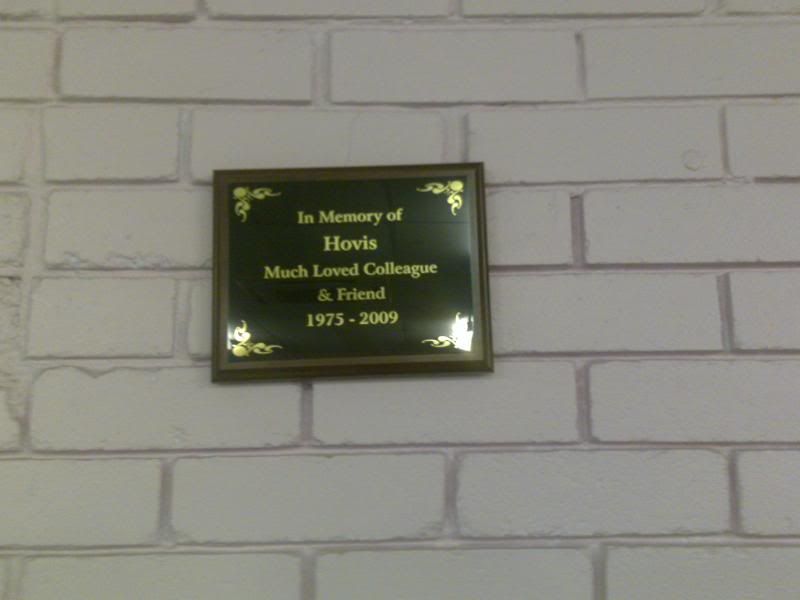 In Memory of
Hovis
Much Loved Colleague
& Friend
1975 - 2009